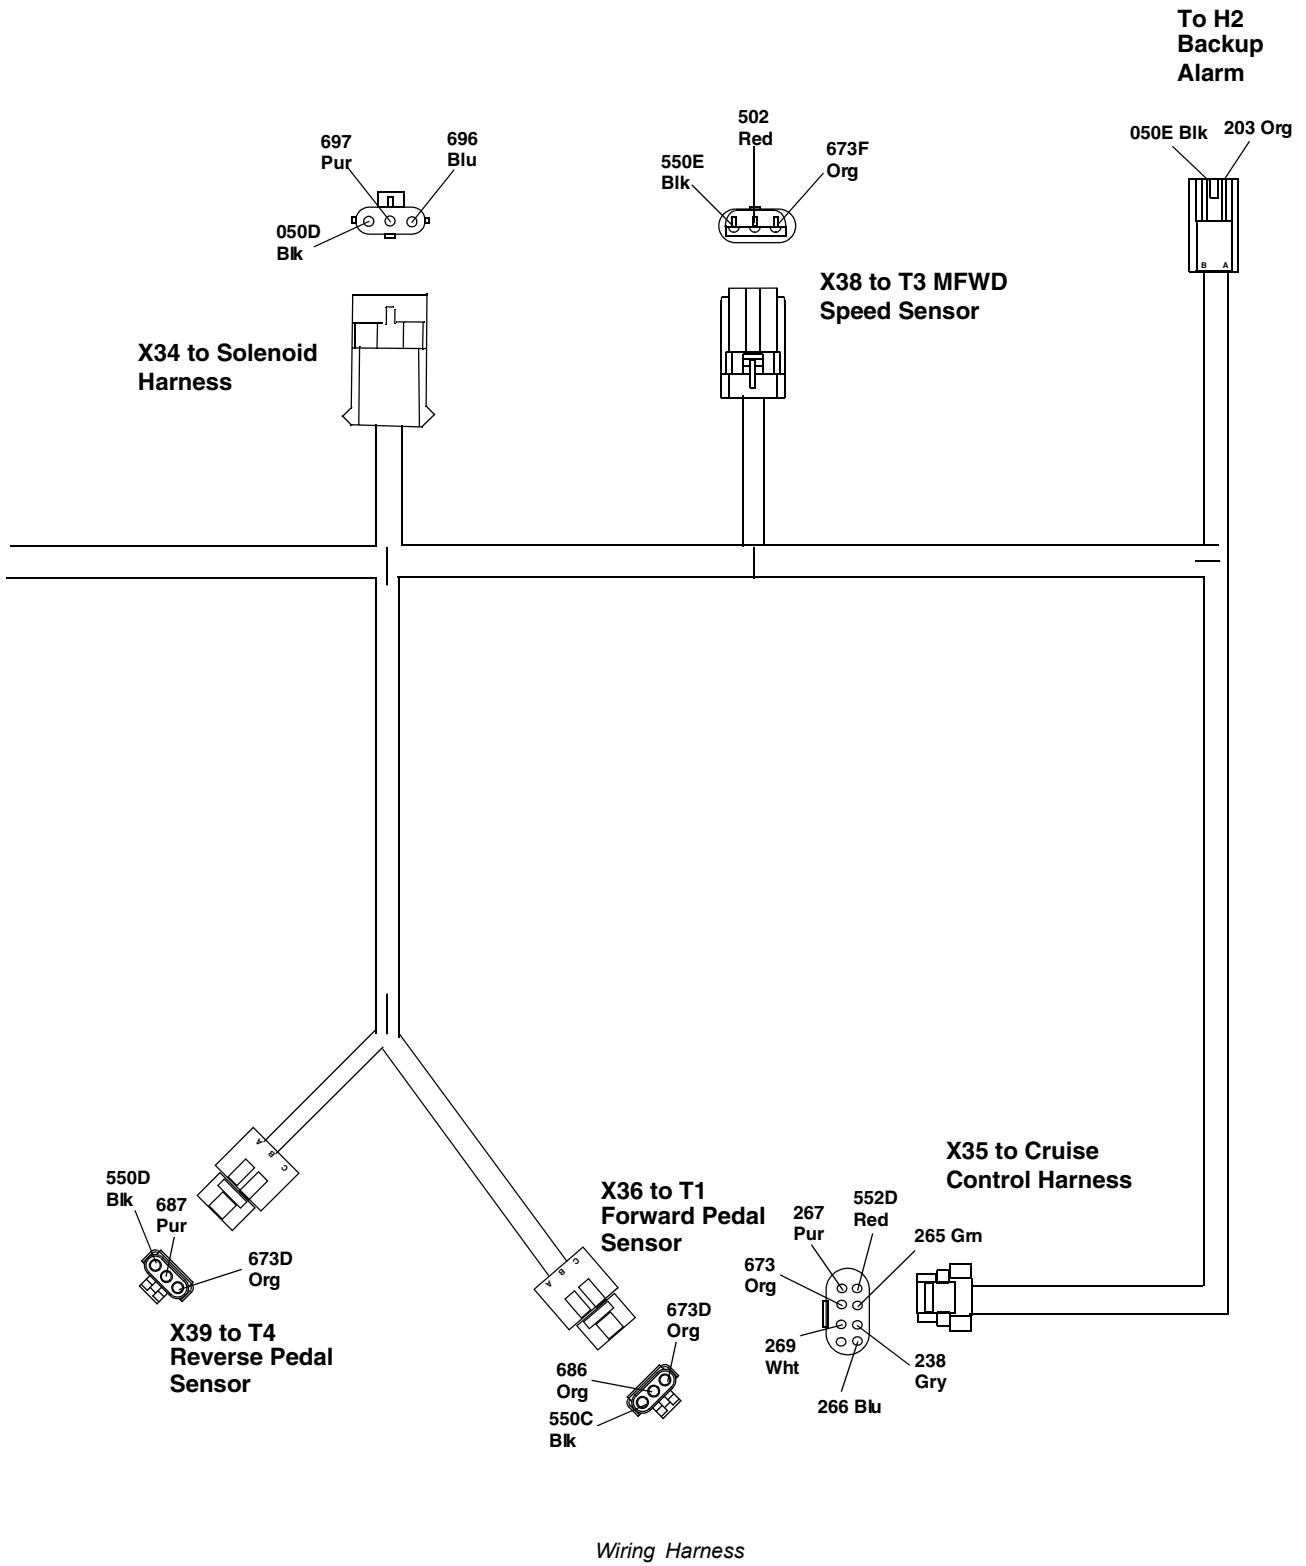 To H2
Backup
Alarm
050E Blk
203 Org
B A
697
Pur
696
Blu
050D
Blk
X34 to Solenoid
Harness
502
Red
550E
Blk
673F
Org
X38 to T3 MFWD
Speed Sensor
A
B
C
550D
Blk
687
Pur
673D
Org
X39 to T4
Reverse Pedal
Sensor
C
B
A
X36 to T1
Forward Pedal
Sensor
673D
Org
686
Org
550C
Blk
X35 to Cruise
Control Harness
267
Pur
552D
Red
265 Grn
673
Org
269
Wht
238
Gry
266 Blu
Wiring Harness